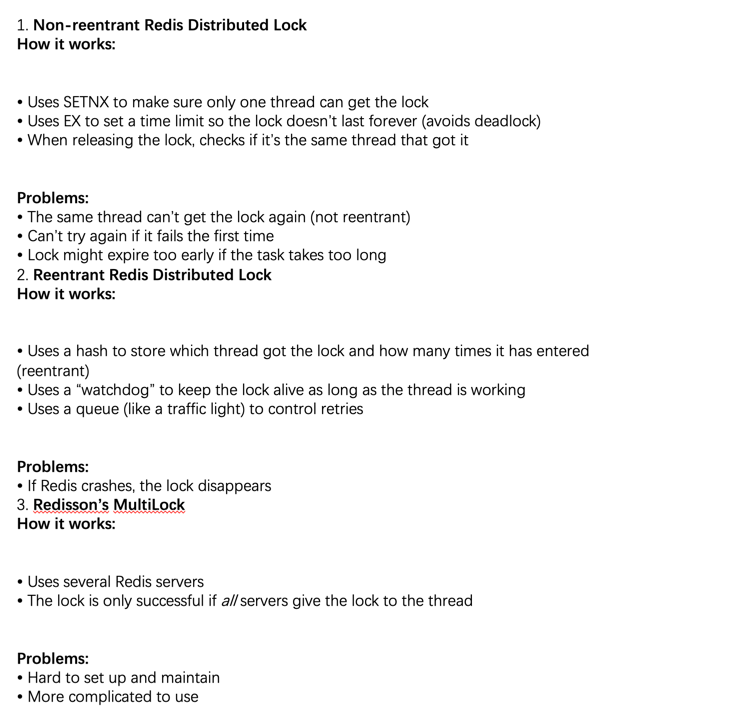 1. Non-reentrant Redis Distributed Lock
How it works:
• Uses SETNX to make sure only one thread can get the lock
• Uses EX to set a time limit so the lock doesn't last forever (avoids deadlock)
• When releasing the lock, checks if it's the same thread that got it
Problems:
• The same thread can't get the lock again (not reentrant)
• Can't try again if it fails the first time
• Lock might expire too early if the task takes too long
2. Reentrant Redis Distributed Lock
How it works:
• Uses a hash to store which thread got the lock and how many times it has entered
(reentrant)
• Uses a “watchdog” to keep the lock alive as long as the thread is working
• Uses a queue (like a traffic light) to control retries
Problems:
• If Redis crashes, the lock disappears
3. Redisson's MultiLock
How it works:
• Uses several Redis servers
• The lock is only successful if all servers give the lock to the thread
Problems:
• Hard to set up and maintain
• More complicated to use